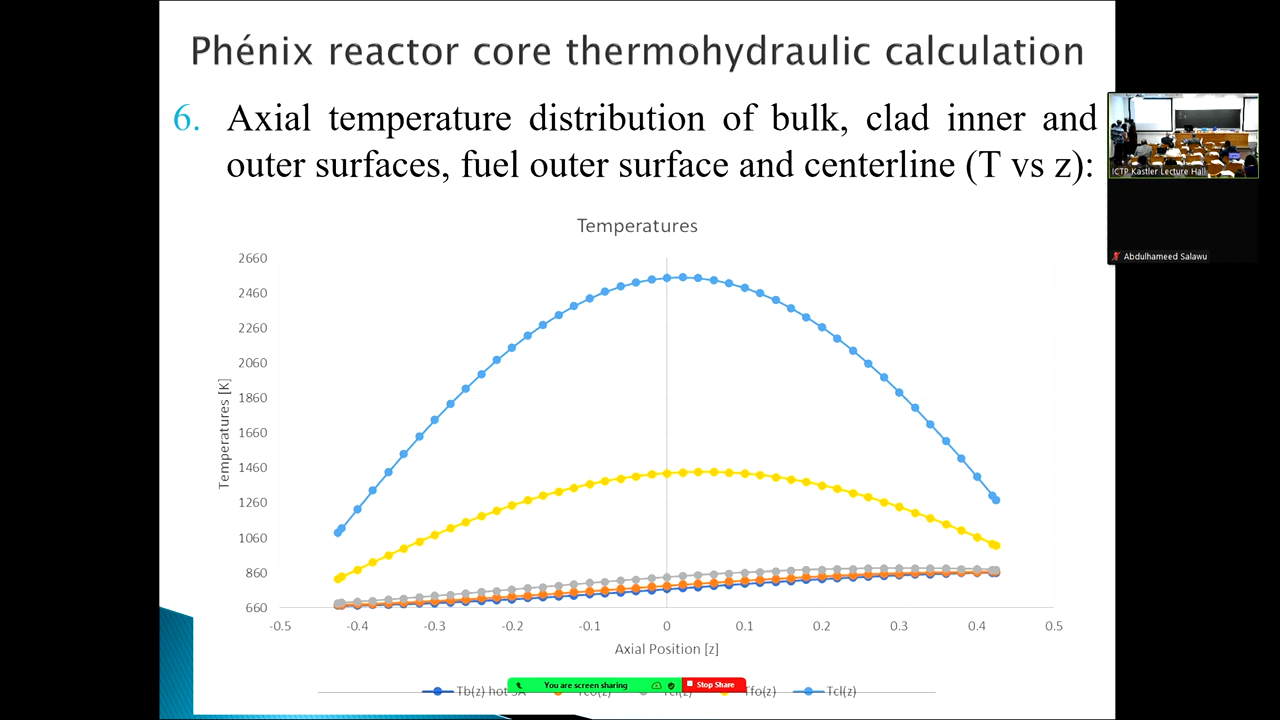 Phénix reactor core thermohydraulic calculation
6. Axial temperature distribution of bulk, clad inner and
outer surfaces, fuel outer surface and centerline (T vs z):
ICTP Kastler Lecture Hall
Abdulhameed Salawu
Temperatures
2660
2460
2260
2060
1860
1660
1460
1260
1060
860
660
Temperatures [K]
-0.5 -0.4 -0.3 -0.2 -0.1 0 0.1 0.2 0.3 0.4 0.5
Axial Position [z]
You are screen sharing Stop Share
Tb(z) hot SA Tfo(z) Tcl(z)